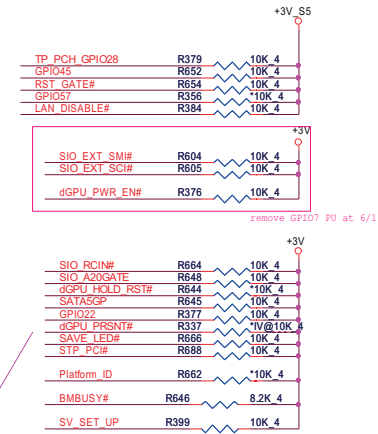 +3V_S5
TP_PCH_GPIO28 R379 10K_4
GPIO45 R652 10K_4
RST_GATE# R654 10K_4
GPIO57 R356 *10K_4
LAN_DISABLE# R384 10K_4
+3V
SIO_EXT_SMI# R604 10K_4
SIO_EXT_SCI# R605 10K_4
dGPU_PWR_EN# R376 10K_4
remove GPIO7 PU at 6/1
+3V
SIO_RCIN# R664 10K_4
SIO_A20GATE R648 10K_4
dGPU_HOLD_RST# R644 *10K_4
SATA5GP R645 10K_4
GPIO22 R377 10K_4
dGPU_PRSNT# R337 *IV@10K_4
SAVE_LED# R666 10K_4
STP_PCI# R688 10K_4
Platform_ID R662 *10K_4
BMBUSY# R646 8.2K_4
SV_SET_UP R399 10K_4